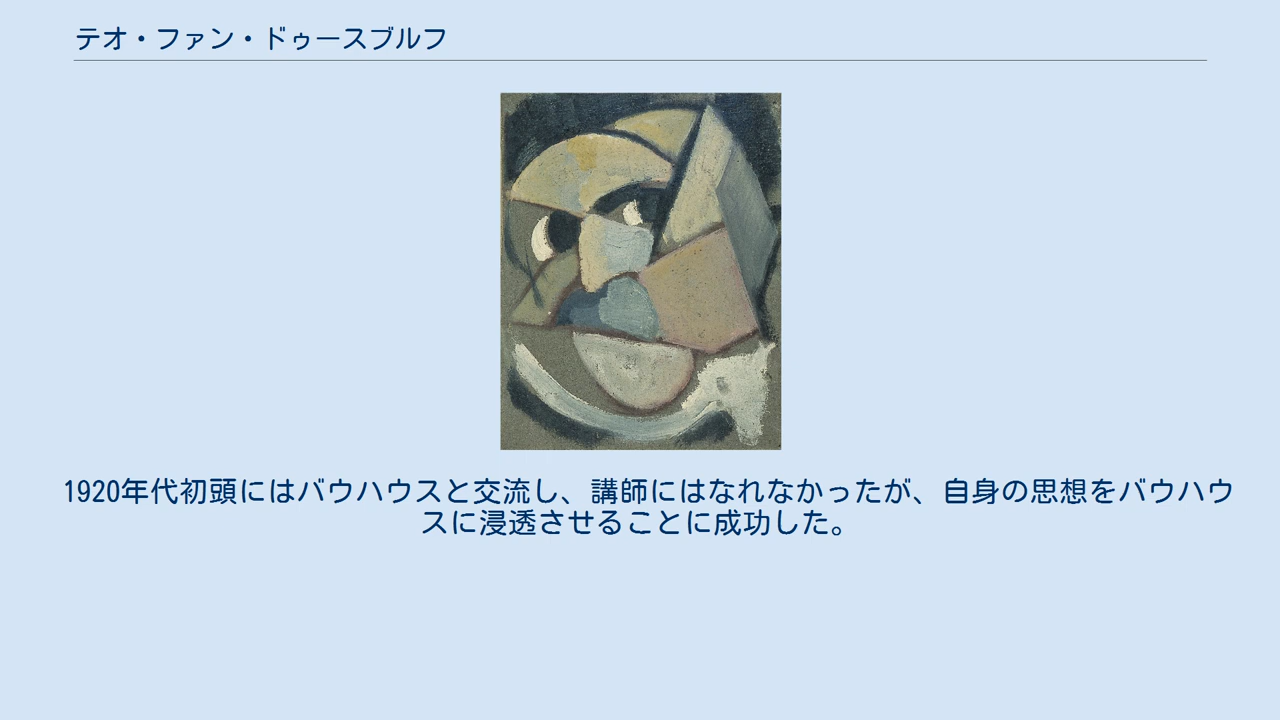 テオ・ファン・ドゥースブルフ
1920年代初頭にはバウハウスと交流し、講師にはなれなかったが、自身の思想をバウハウ
スに浸透させることに成功した。